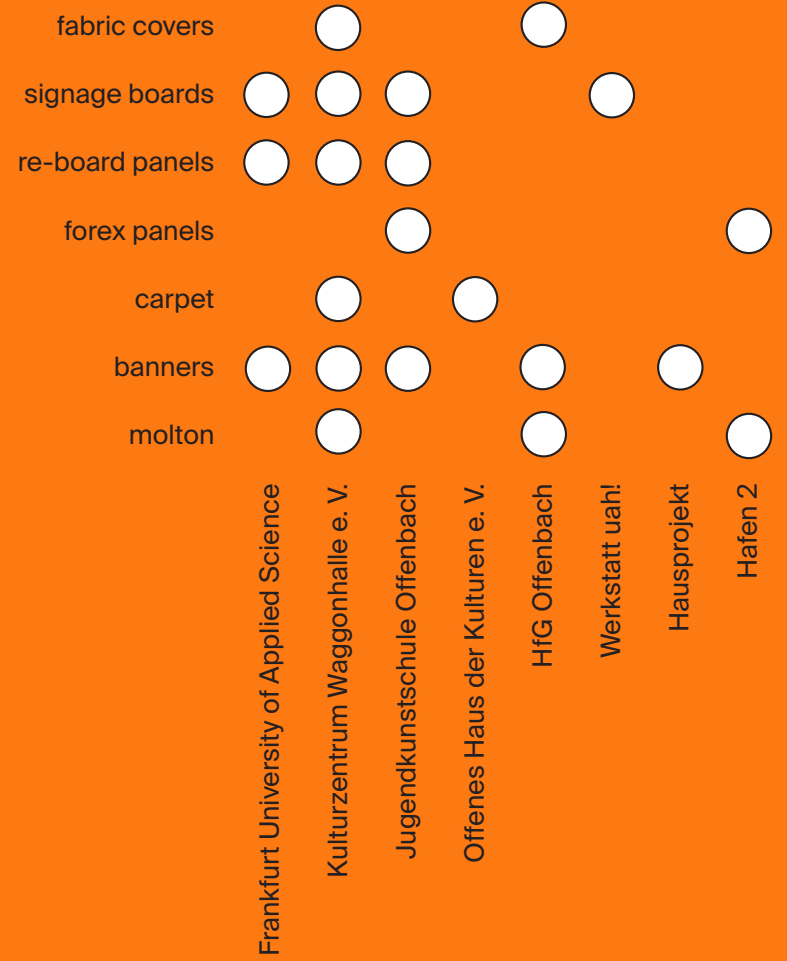 fabric covers
signage boards
re-board panels
forex panels
carpet
banners
molton
Frankfurt University of Applied Science
Kulturzentrum Waggonhalle e. V.
Jugendkunstschule Offenbach
Offenes Haus der Kulturen e. V.
HfG Offenbach
Werkstatt uah!
Hausprojekt
Hafen 2